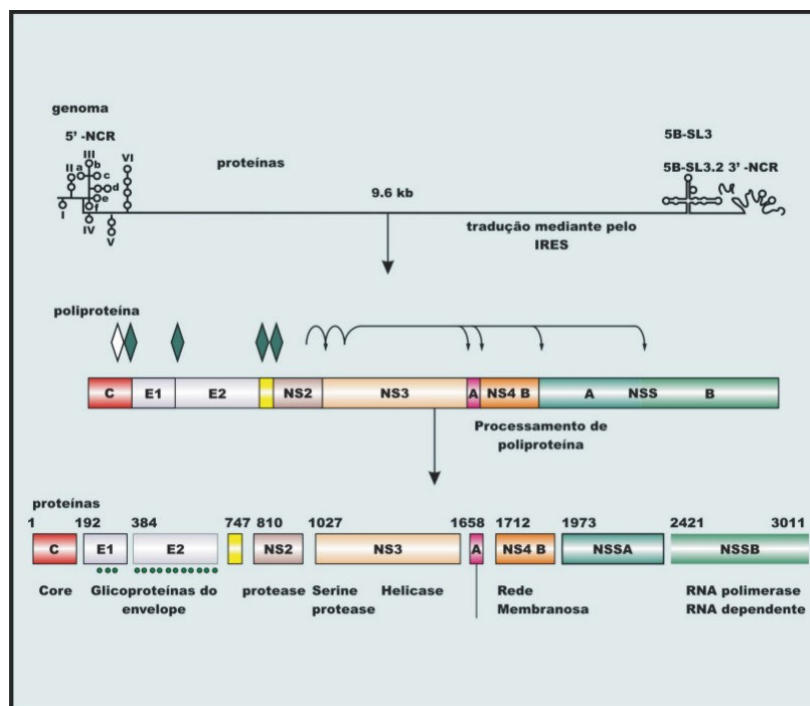 genoma
5' -NCR
I
II
III
a
b
c
d
e
f
IV
V
VI
proteínas
9.6 kb
5B-SL3
5B-SL3.2 3' -NCR
tradução mediante pelo
IRES
poliproteína
C E1 E2 NS2 NS3 A NS4 B A NSS B
Processamento de
poliproteína
proteínas
1 192 384 747 810 1027 1658 1712 1973 2421 3011
C E1 E2 NS2 NS3 A NS4 B NSSA NSSB
Core Glicoproteínas do protease Serine Helicase Rede RNA polimerase
envelope protease Membranosa RNA dependente